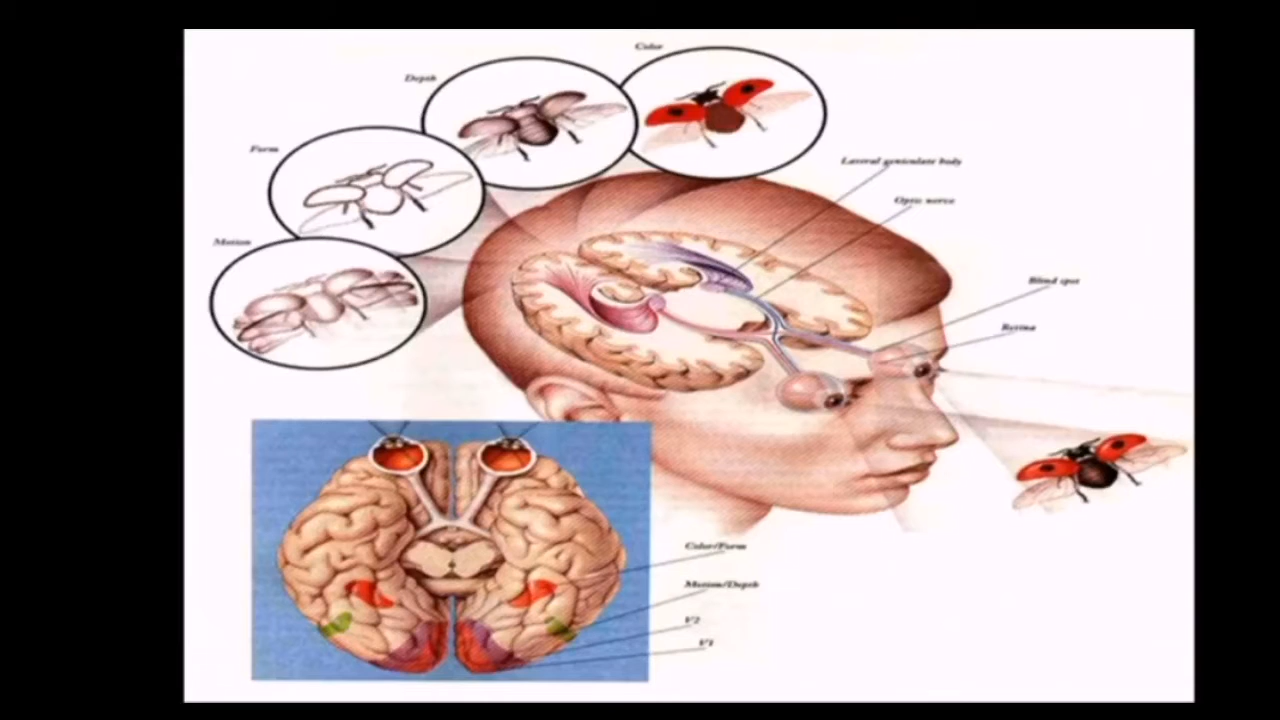 Color
Depth
Form
Motion
Lateral geniculate body
Optic nerve
Blind spot
Retina
Color/Form
Motion/Depth
V2
V1